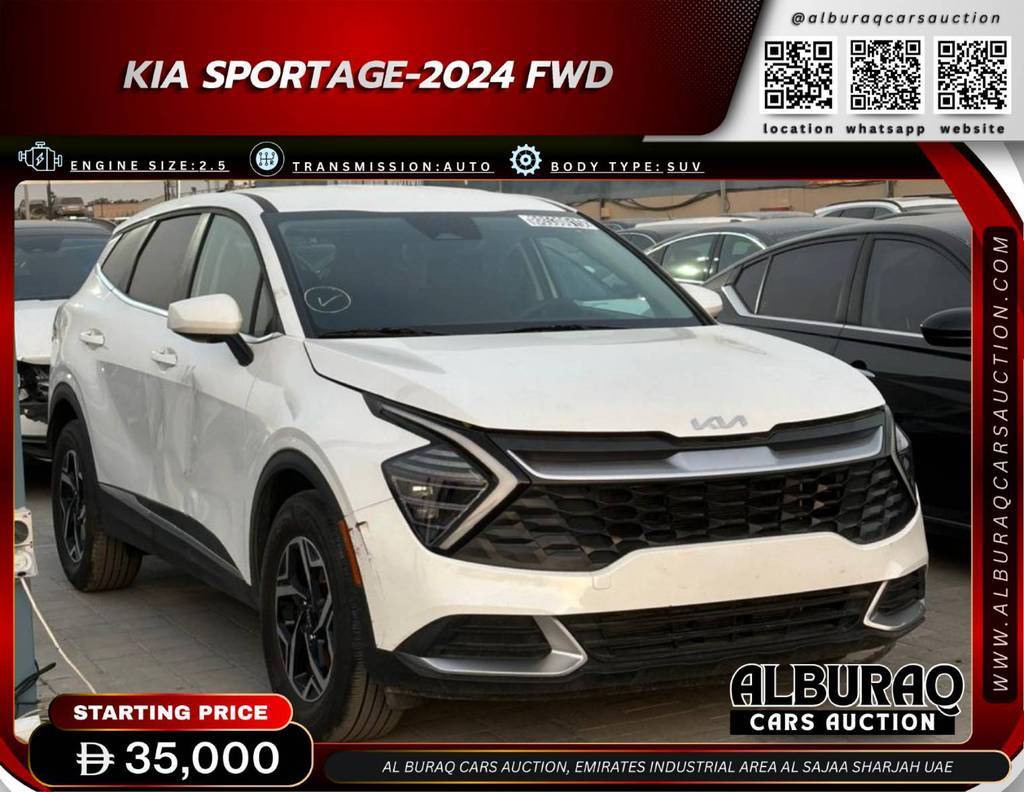 @alburaqcarsauction
KIA SPORTAGE-2024 FWD
location whatsapp website
ENGINE SIZE:2.5 TRANSMISSION:AUTO BODY TYPE: SUV
KIA
WWW.ALBURAQCARSAUCTION.COM
ALBURAQ
CARS AUCTION
STARTING PRICE
35,000
AL BURAQ CARS AUCTION, EMIRATES INDUSTRIAL AREA AL SAJAA SHARJAH UAE